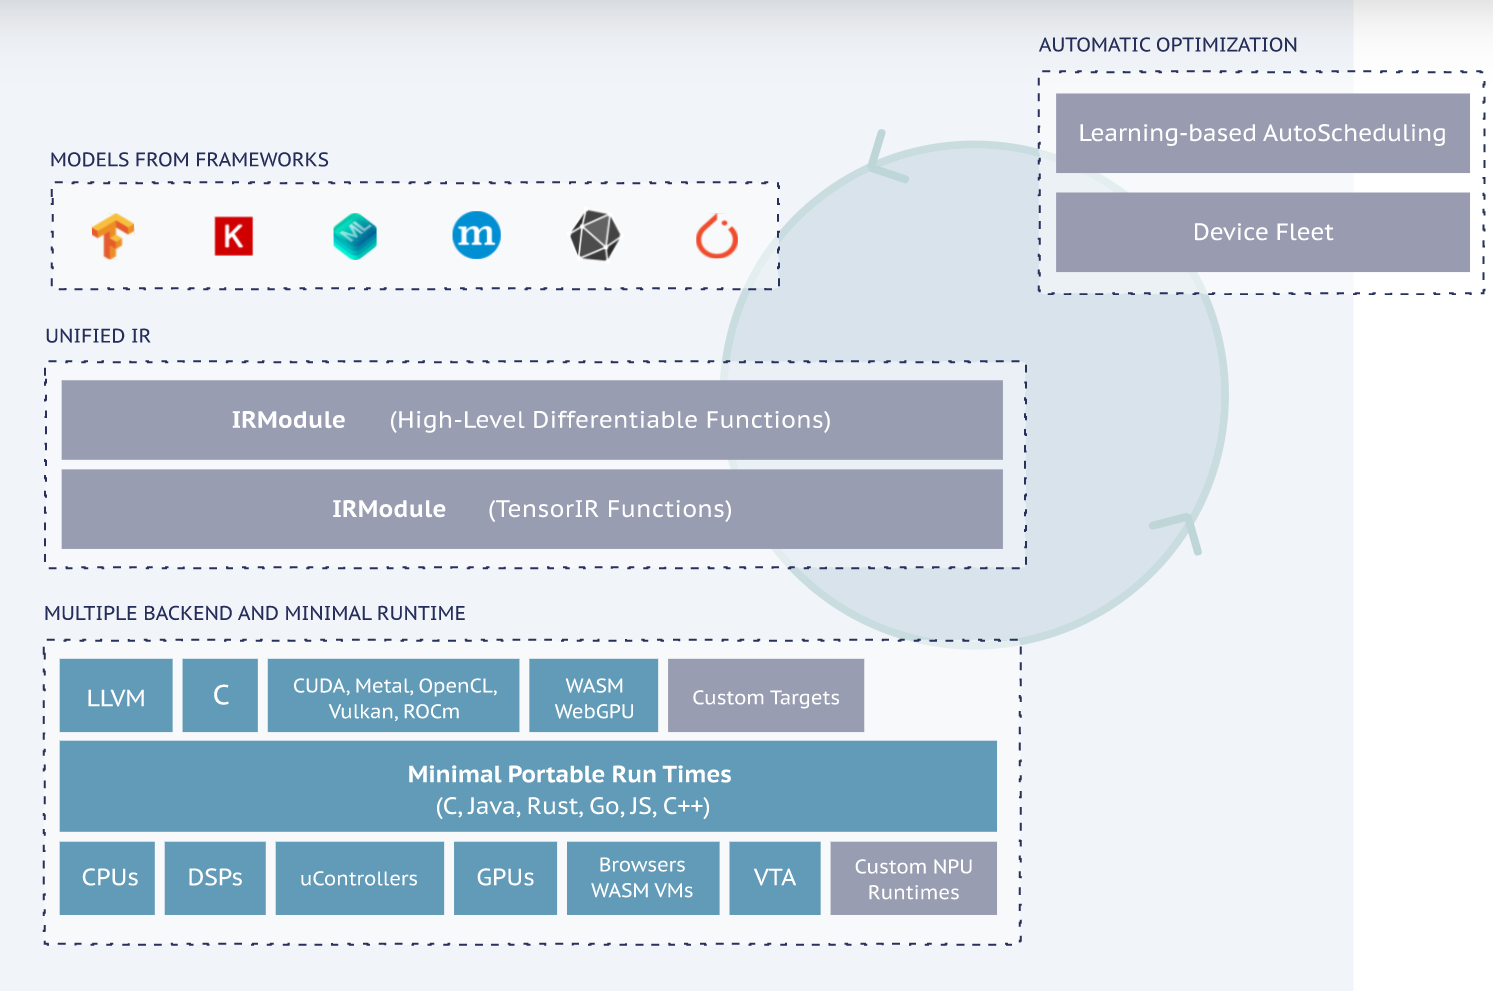 AUTOMATIC OPTIMIZATION
Learning-based AutoScheduling
Device Fleet
MODELS FROM FRAMEWORKS
K
ML
m
UNIFIED IR
IRModule (High-Level Differentiable Functions)
IRModule (TensorIR Functions)
MULTIPLE BACKEND AND MINIMAL RUNTIME
LLVM
C
CUDA, Metal, OpenCL,
Vulkan, ROCm
WASM
WebGPU
Custom Targets
Minimal Portable Run Times
(C, Java, Rust, Go, JS, C++)
CPUs
DSPs
uControllers
GPUs
Browsers
WASM VMs
VTA
Custom NPU
Runtimes